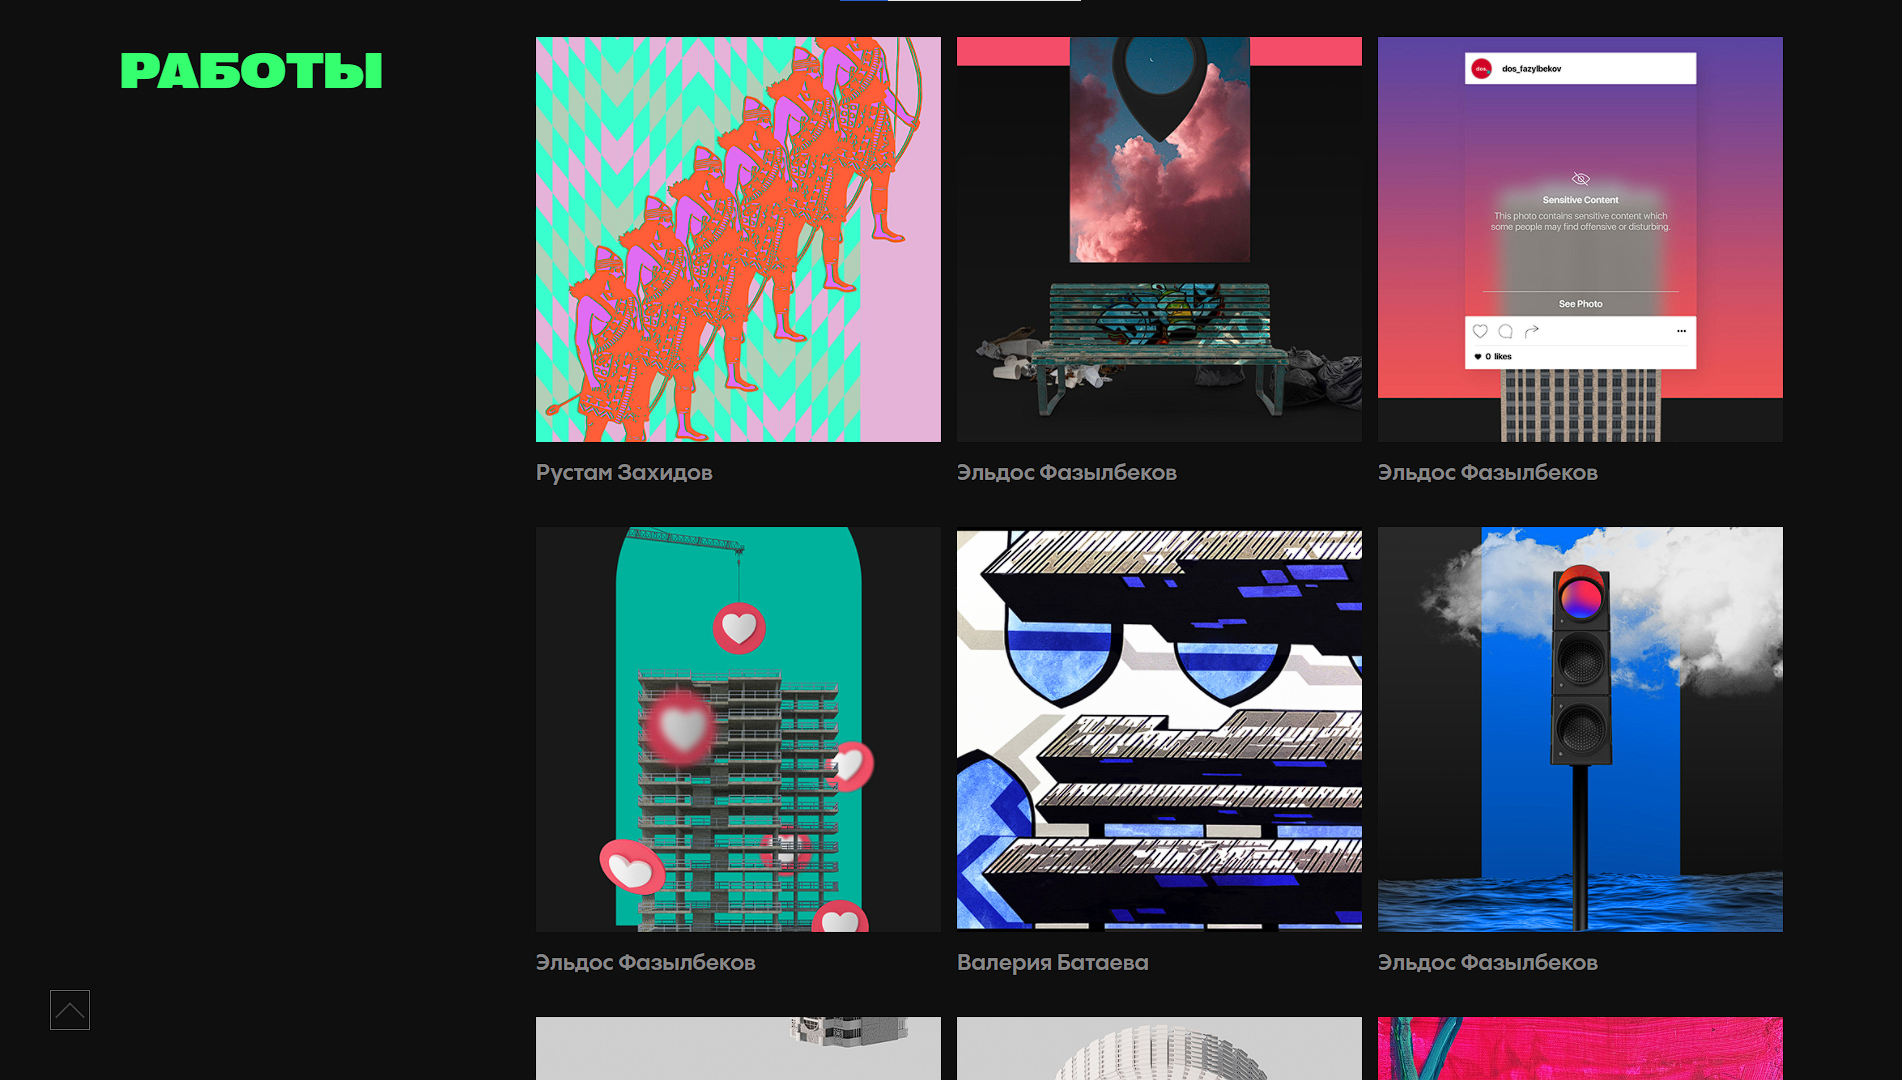 РАБОТЫ
dos.
dos_fazylbekov
Sensitive Content
This photo contains sensitive content which
some people may find offensive or disturbing.
See Photo
0 likes
Рустам Захидов
Эльдос Фазылбеков
Эльдос Фазылбеков
Эльдос Фазылбеков
Валерия Батаева
Эльдос Фазылбеков